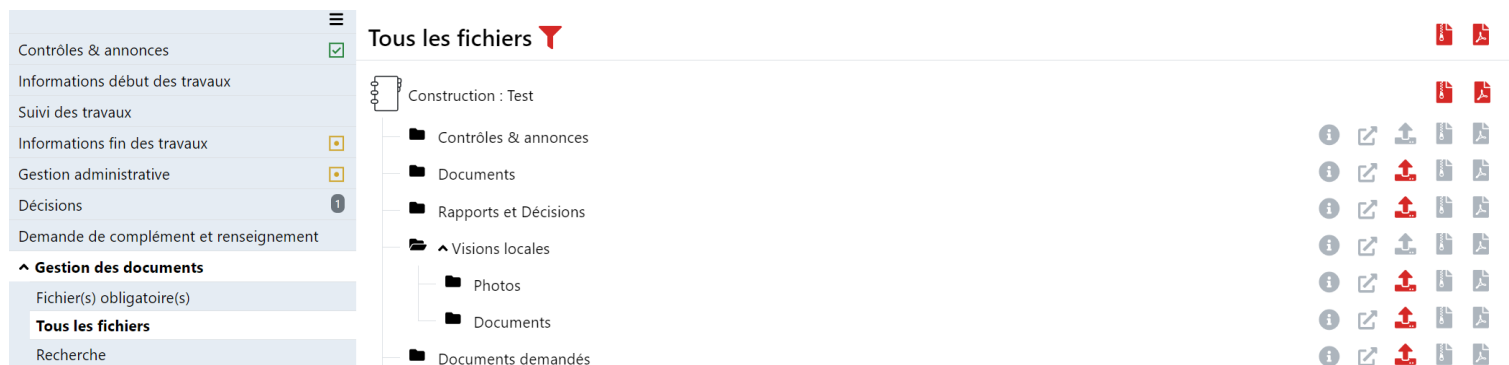 Contrôles & annonces
Informations début des travaux
Suivi des travaux
Informations fin des travaux
Gestion administrative
Décisions 1
Demande de complément et renseignement
Gestion des documents
Fichier(s) obligatoire(s)
Tous les fichiers
Recherche
Tous les fichiers
Construction : Test
Contrôles & annonces
Documents
Rapports et Décisions
Visions locales
Photos
Documents
Documents demandés